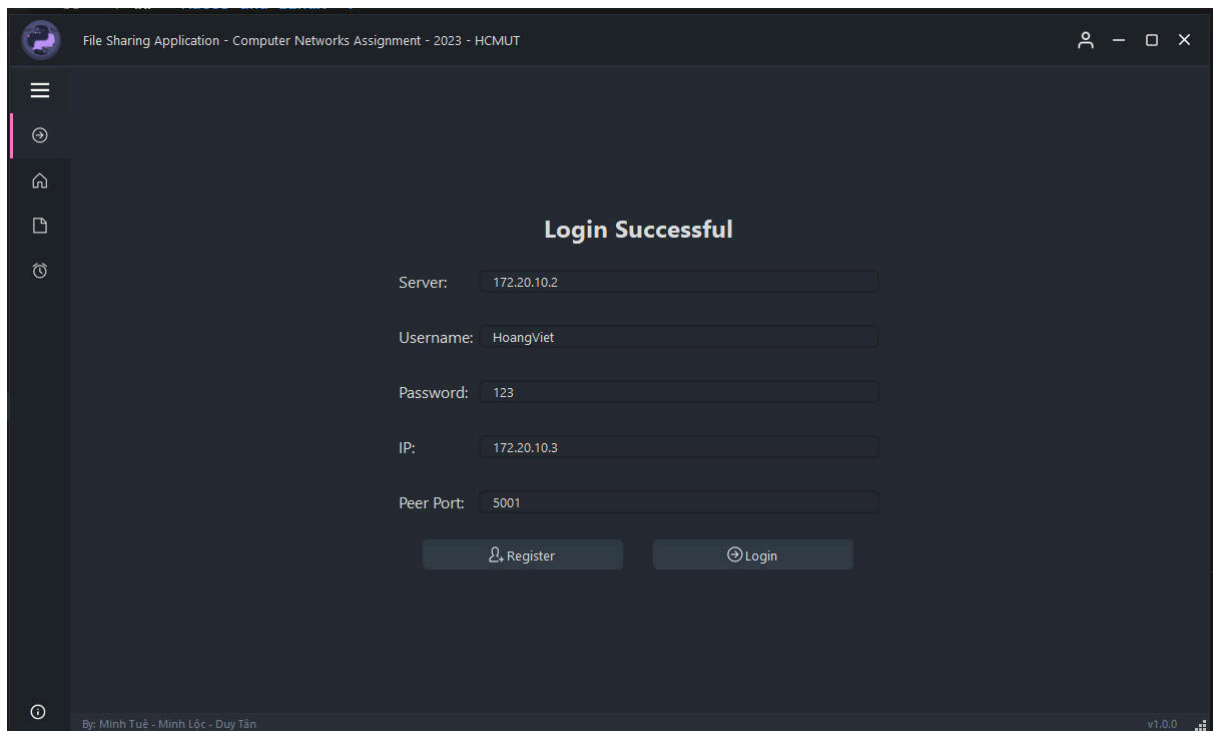 File Sharing Application - Computer Networks Assignment - 2023 - HCMUT
Login Successful
Server: 172.20.10.2
Username: HoangViet
Password: 123
IP: 172.20.10.3
Peer Port: 5001
Register Login
By: Minh Tuệ - Minh Lộc - Duy Tân v1.0.0